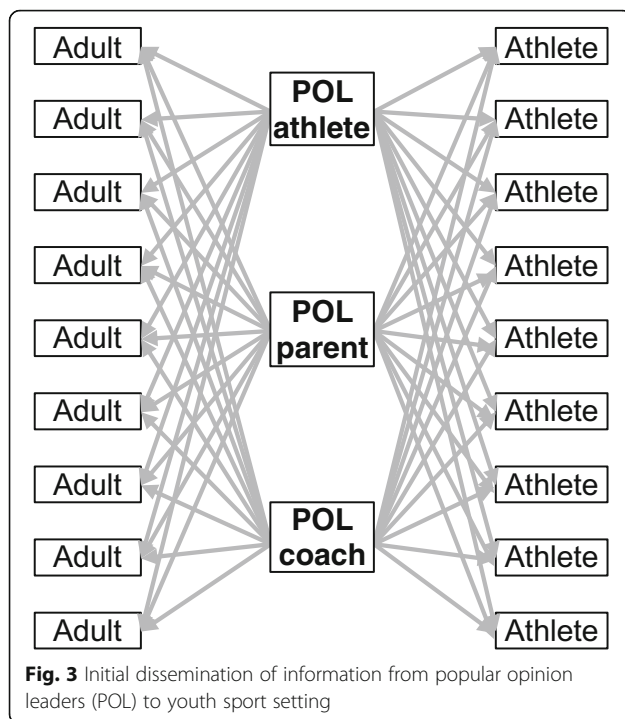 Adult
Adult
Adult
Adult
Adult
Adult
Adult
Adult
Adult
POL
athlete
POL
parent
POL
coach
Athlete
Athlete
Athlete
Athlete
Athlete
Athlete
Athlete
Athlete
Athlete
Fig. 3 Initial dissemination of information from popular opinion
leaders (POL) to youth sport setting